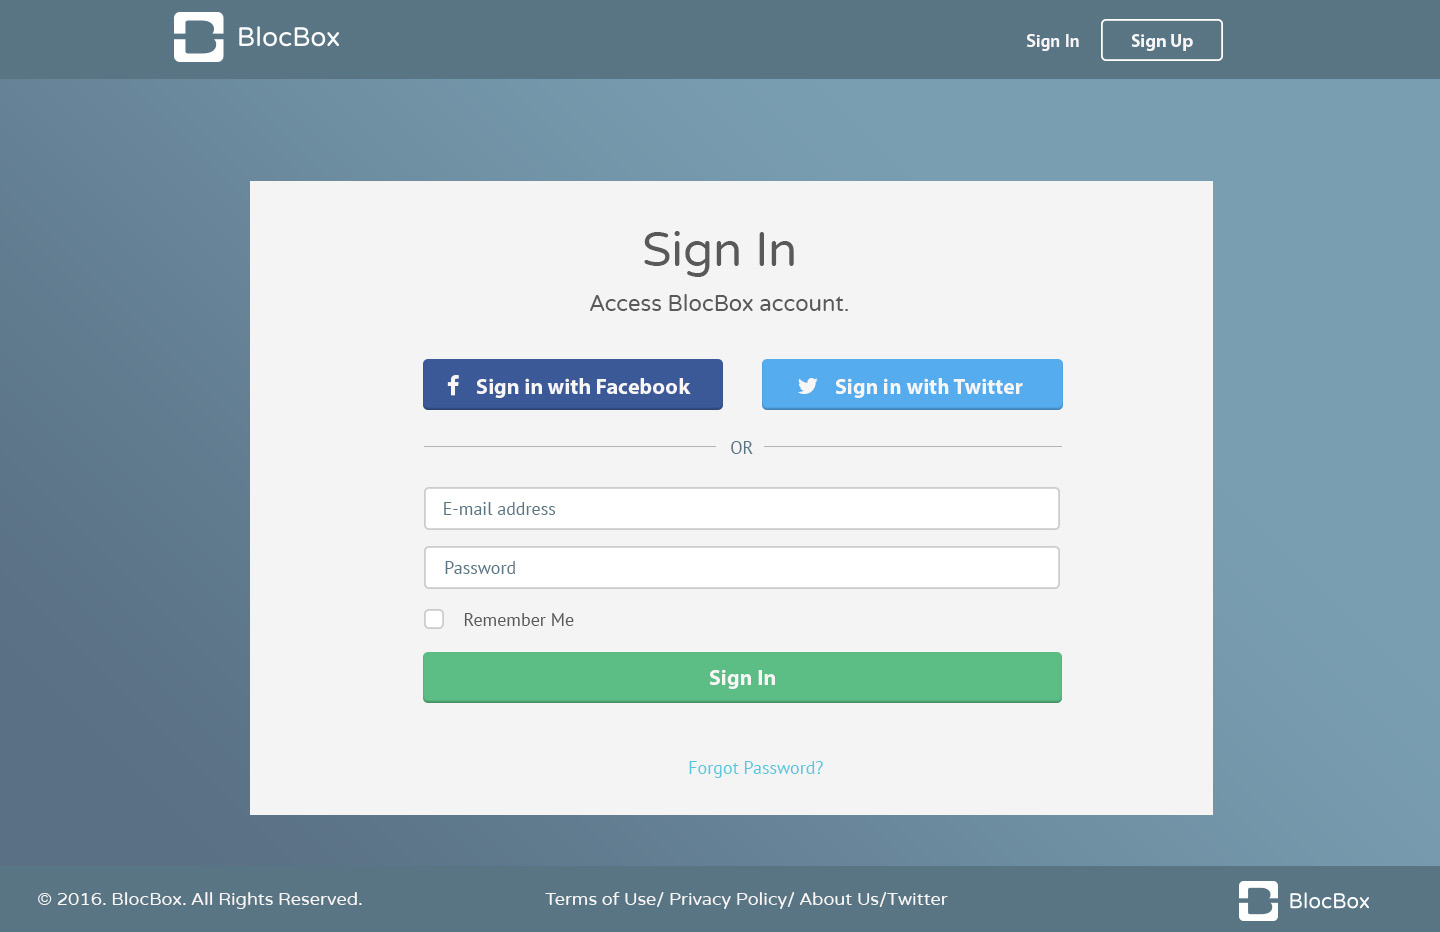 BlocBox
Sign In
Sign Up
Sign In
Access BlocBox account.
Sign in with Facebook
Sign in with Twitter
OR
E-mail address
Password
Remember Me
Sign In
Forgot Password?
© 2016. BlocBox. All Rights Reserved.
Terms of Use/ Privacy Policy/ About Us/Twitter
BlocBox